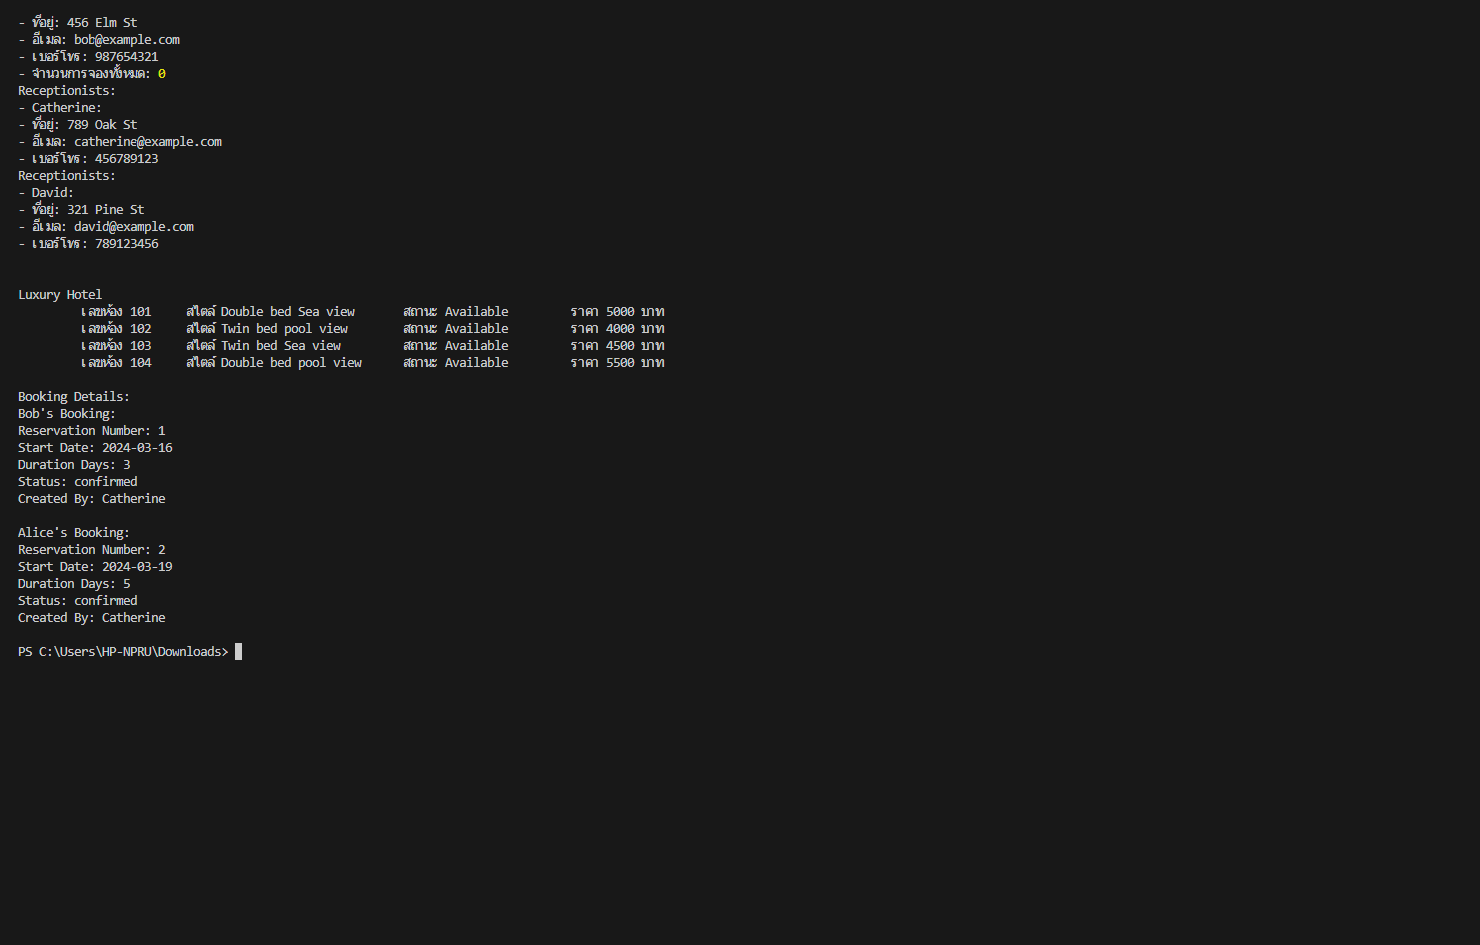 - ที่อยู่: 456 Elm St
- อีเมล: bob@example.com
- เบอร์โทร: 987654321
- จำนวนการจองทั้งหมด: 0
Receptionists:
- Catherine:
- ที่อยู่: 789 Oak St
- อีเมล: catherine@example.com
- เบอร์โทร: 456789123
Receptionists:
- David:
- ที่อยู่: 321 Pine St
- อีเมล: david@example.com
- เบอร์โทร: 789123456
Luxury Hotel
เลขห้อง 101 สไตล์ Double bed Sea view สถานะ Available ราคา 5000 บาท
เลขห้อง 102 สไตล์ Twin bed pool view สถานะ Available ราคา 4000 บาท
เลขห้อง 103 สไตล์ Twin bed Sea view สถานะ Available ราคา 4500 บาท
เลขห้อง 104 สไตล์ Double bed pool view สถานะ Available ราคา 5500 บาท
Booking Details:
Bob's Booking:
Reservation Number: 1
Start Date: 2024-03-16
Duration Days: 3
Status: confirmed
Created By: Catherine
Alice's Booking:
Reservation Number: 2
Start Date: 2024-03-19
Duration Days: 5
Status: confirmed
Created By: Catherine
PS C:\Users\HP-NPRU\Downloads>